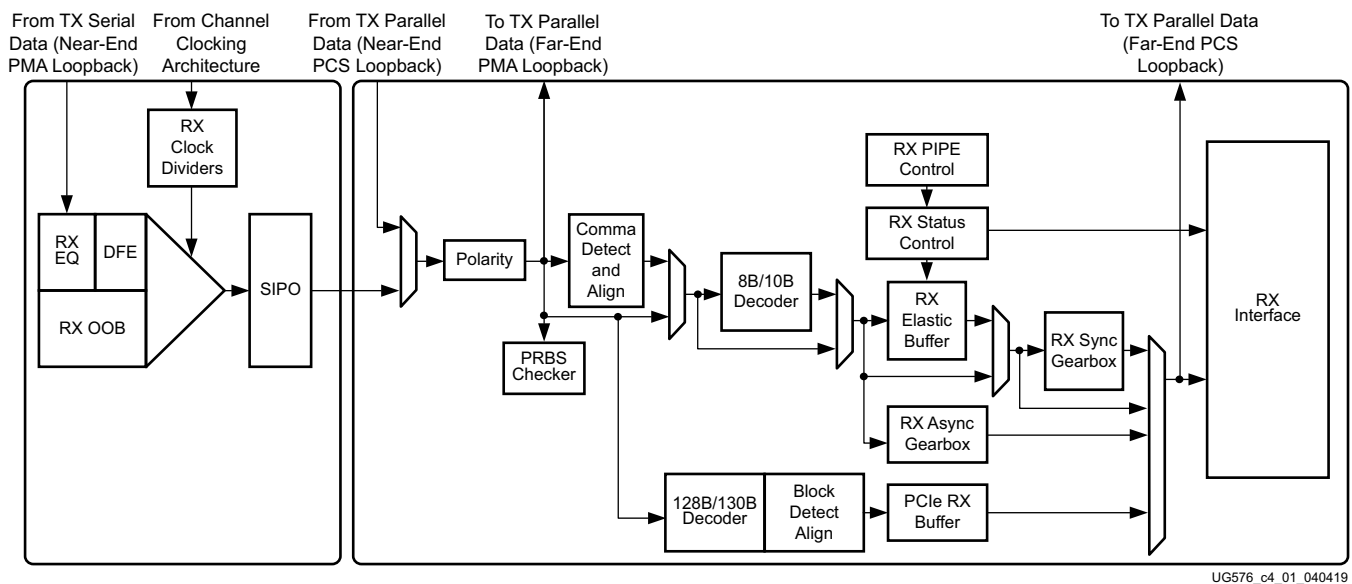 From TX Serial
Data (Near-End
PMA Loopback)
From Channel
Clocking
Architecture
From TX Parallel
Data (Near-End
PCS Loopback)
To TX Parallel
Data (Far-End
PMA Loopback)
To TX Parallel Data
(Far-End PCS
Loopback)
RX
Clock
Dividers
RX
EQ
DFE
RX OOB
SIPO
Polarity
PRBS
Checker
Comma
Detect
and
Align
8B/10B
Decoder
RX PIPE
Control
RX Status
Control
RX
Elastic
Buffer
RX Sync
Gearbox
RX Async
Gearbox
128B/130B
Decoder
Block
Detect
Align
PCIe RX
Buffer
RX
Interface
UG576_c4_01_040419